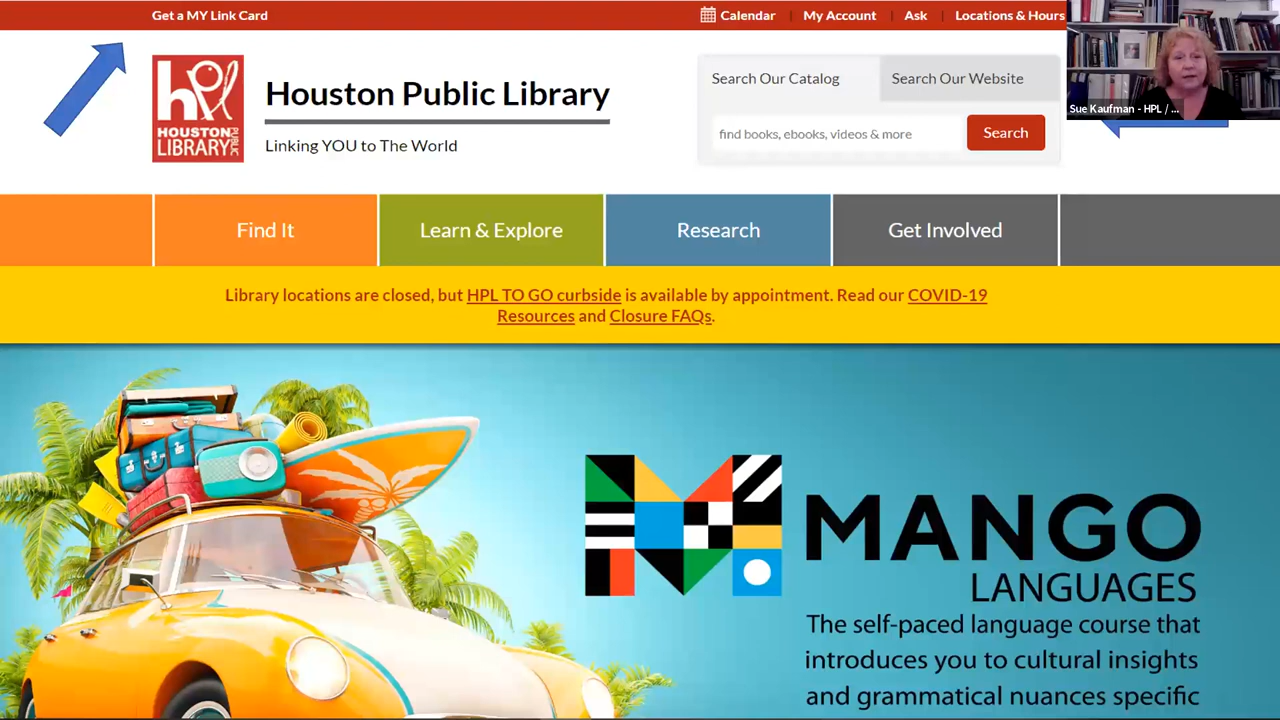 Get a MY Link Card
Calendar
My Account
Ask
Locations & Hours
Sue Kaufman - HPL / ...
hpl
HOUSTON
PUBLIC
LIBRARY
Houston Public Library
Linking YOU to The World
Search Our Catalog
Search Our Website
find books, ebooks, videos & more
Search
Find It
Learn & Explore
Research
Get Involved
Library locations are closed, but HPL TO GO curbside is available by appointment. Read our COVID-19
Resources and Closure FAQs.
MANGO
LANGUAGES
The self-paced language course that
introduces you to cultural insights
and grammatical nuances specific